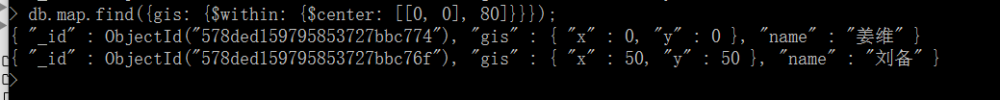 > db.map.find({gis: {$within: {$center: [[0, 0], 80]}}});
{ "_id" : ObjectId("578ded159795853727bbc774"), "gis" : { "x" : 0, "y" : 0 }, "name" : "姜维" }
{ "_id" : ObjectId("578ded159795853727bbc76f"), "gis" : { "x" : 50, "y" : 50 }, "name" : "刘备" }
>